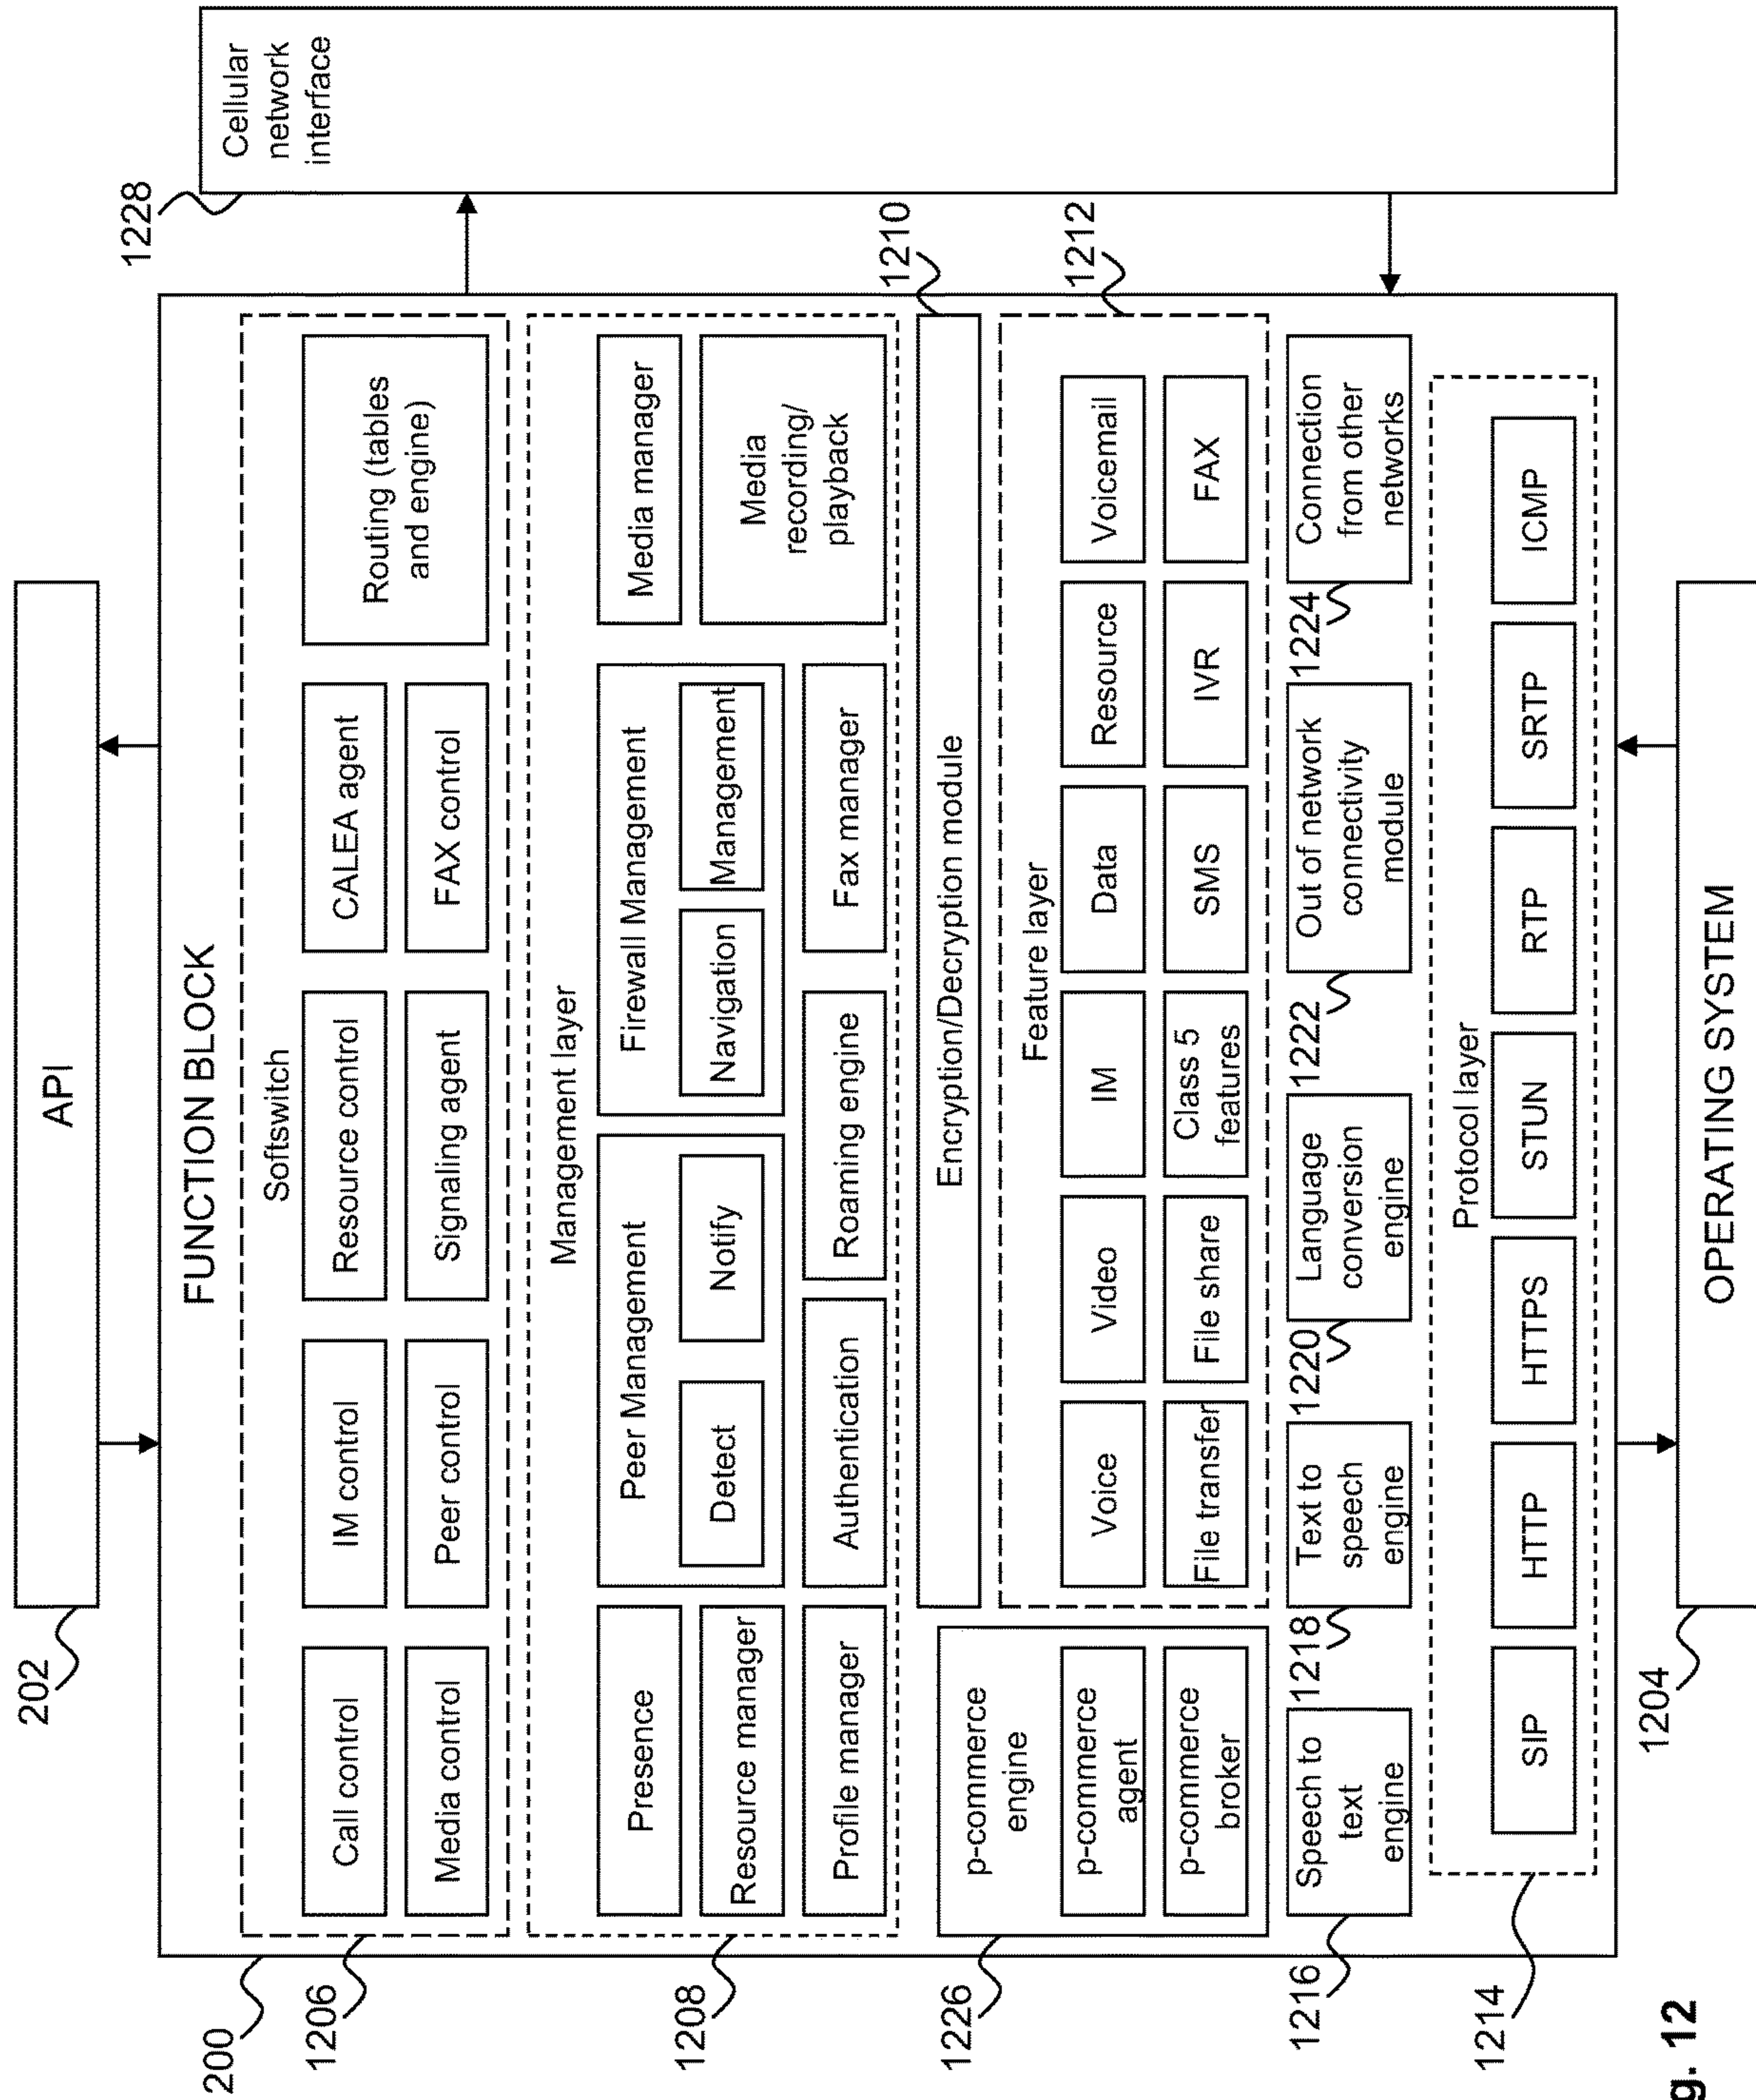 202
API
1228
Cellular
network
interface
200
FUNCTION BLOCK
1206
Softswitch
Call control
IM control
Resource control
CALEA agent
Routing (tables
and engine)
Media control
Peer control
Signaling agent
FAX control
1208
Management layer
Presence
Peer Management
Detect
Notify
Firewall Management
Navigation
Management
Media manager
Resource manager
Media
recording/
playback
Profile manager
Authentication
Roaming engine
Fax manager
1210
Encryption/Decryption module
1226
p-commerce
engine
p-commerce
agent
p-commerce
broker
1212
Feature layer
Voice
Video
IM
Data
Resource
Voicemail
File transfer
File share
Class 5
features
SMS
IVR
FAX
1216
Speech to
text
engine
1218
Text to
speech
engine
1220
Language
conversion
engine
1222
Out of network
connectivity
module
1224
Connection
from other
networks
1214
Protocol layer
SIP
HTTP
HTTPS
STUN
RTP
SRTP
ICMP
1204
OPERATING SYSTEM
g. 12